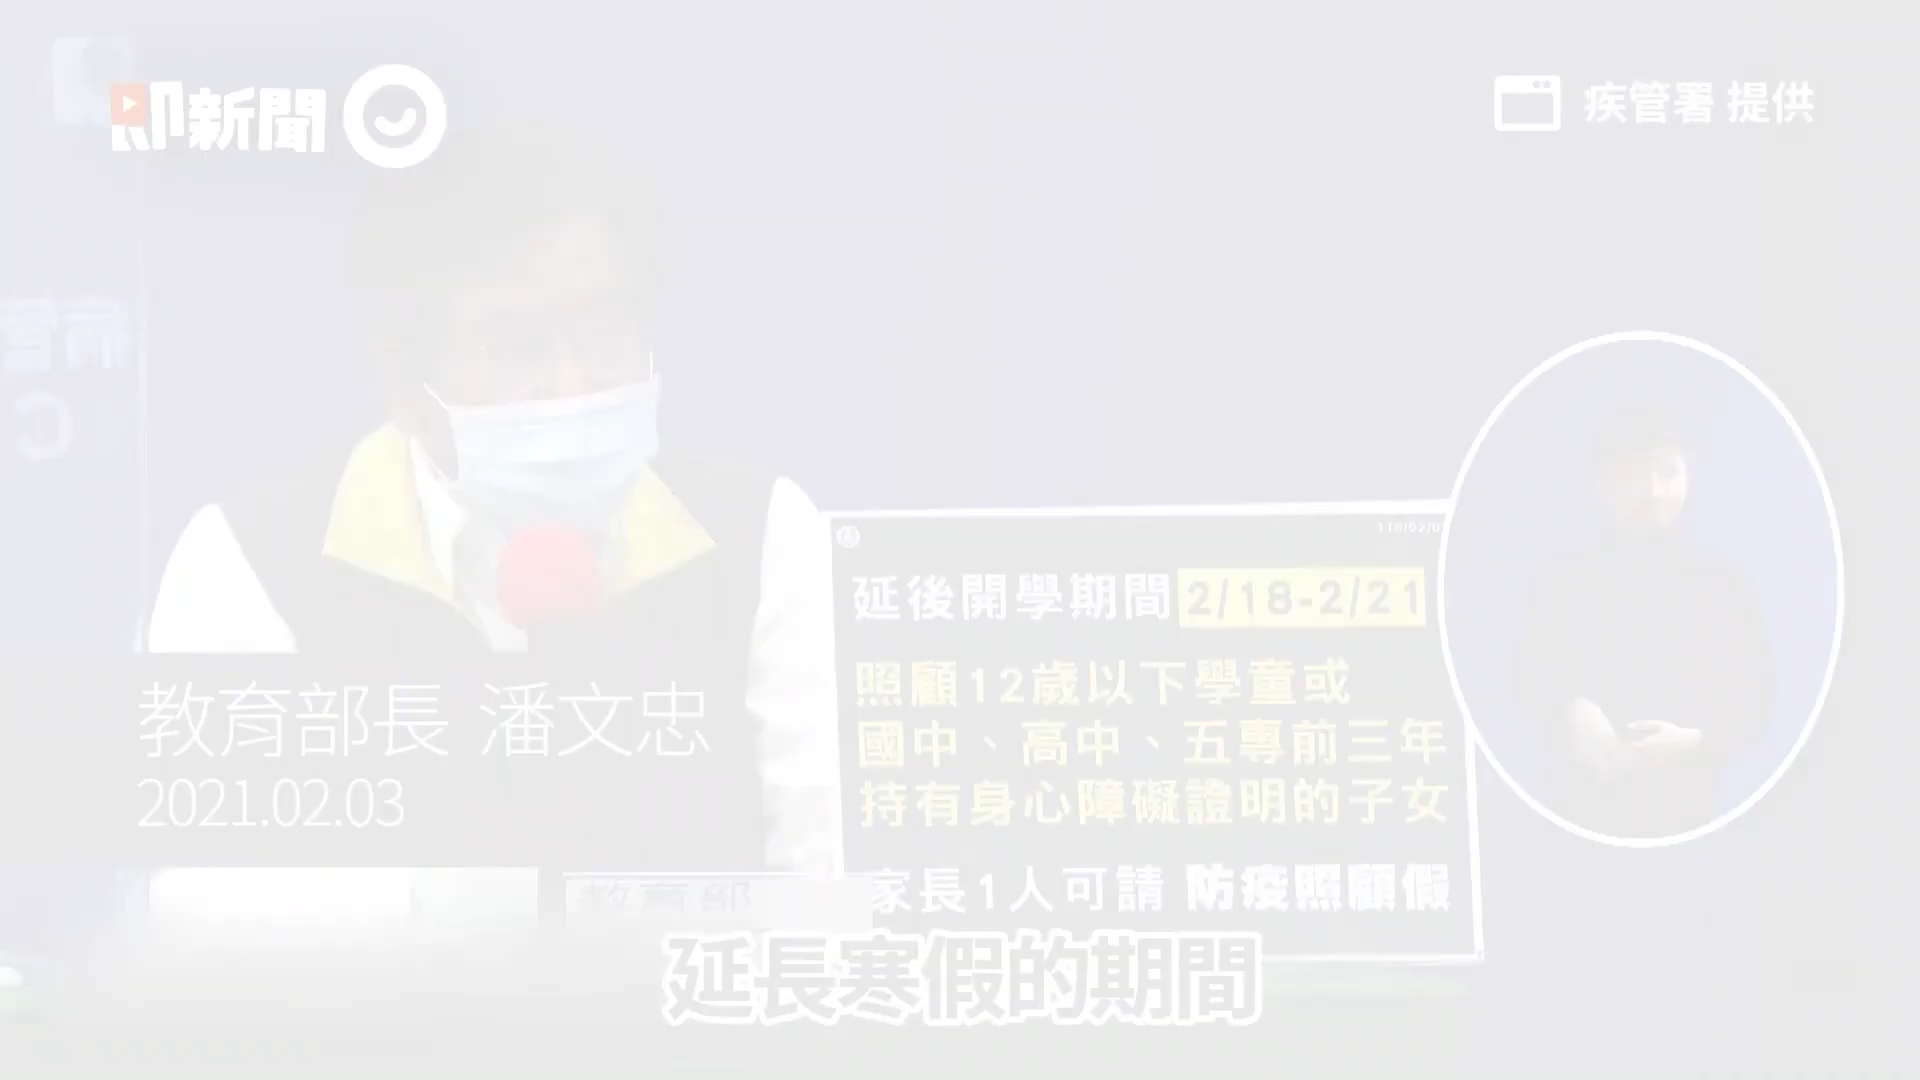 即新聞
疾管署 提供
延後開學期間 2/18-2/21
照顧12歲以下學童或
國中、高中、五專前三年
持有身心障礙證明的子女
家長1人可請 防疫照顧假
教育部長 潘文忠
2021.02.03
教育部
延長寒假的期間